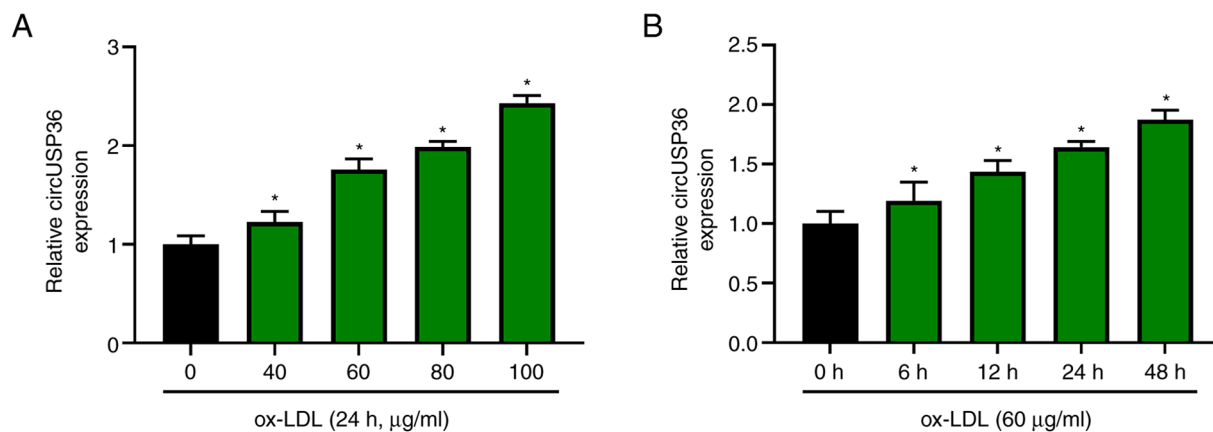 A
Relative circUSP36
expression
3
2
1
0
*
*
*
*
0
40
60
80
100
ox-LDL (24 h, μg/ml)
B
Relative circUSP36
expression
2.5
2.0
1.5
1.0
0.5
0.0
*
*
*
*
0 h
6 h
12 h
24 h
48 h
ox-LDL (60 μg/ml)